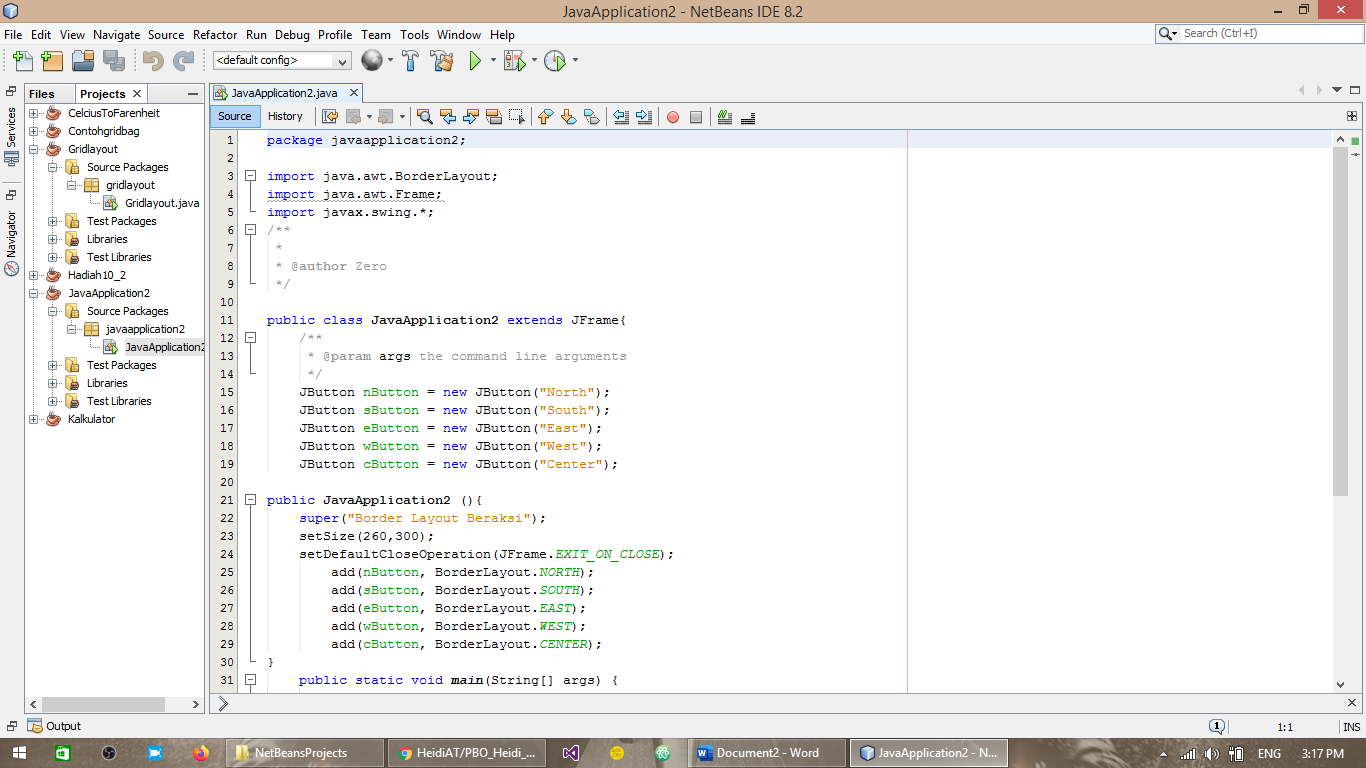 JavaApplication2 - NetBeans IDE 8.2
File Edit View Navigate Source Refactor Run Debug Profile Team Tools Window Help
Search (Ctrl+I)
<default config>
Services
Navigator
Files Projects
CelciusToFarenheit
Contohgridbag
Gridlayout
Source Packages
gridlayout
Gridlayout.java
Test Packages
Libraries
Test Libraries
Hadiah10_2
JavaApplication2
Source Packages
javaapplication2
JavaApplication2
Test Packages
Libraries
Test Libraries
Kalkulator
JavaApplication2.java
Source History
1 package javaapplication2;
2
3 import java.awt.BorderLayout;
4 import java.awt.Frame;
5 import javax.swing.*;
6 /**
7 *
8 * @author Zero
9 */
10
11 public class JavaApplication2 extends JFrame{
12 /**
13 * @param args the command line arguments
14 */
15 JButton nButton = new JButton("North");
16 JButton sButton = new JButton("South");
17 JButton eButton = new JButton("East");
18 JButton wButton = new JButton("West");
19 JButton cButton = new JButton("Center");
20
21 public JavaApplication2 (){
22 super("Border Layout Beraksi");
23 setSize(260,300);
24 setDefaultCloseOperation(JFrame.EXIT_ON_CLOSE);
25 add(nButton, BorderLayout.NORTH);
26 add(sButton, BorderLayout.SOUTH);
27 add(eButton, BorderLayout.EAST);
28 add(wButton, BorderLayout.WEST);
29 add(cButton, BorderLayout.CENTER);
30 }
31 public static void main(String[] args) {
Output
1
1:1
INS
NetBeansProjects
HeidiAT/PBO_Heidi_...
Document2 - Word
JavaApplication2 - N...
ENG
3:17 PM